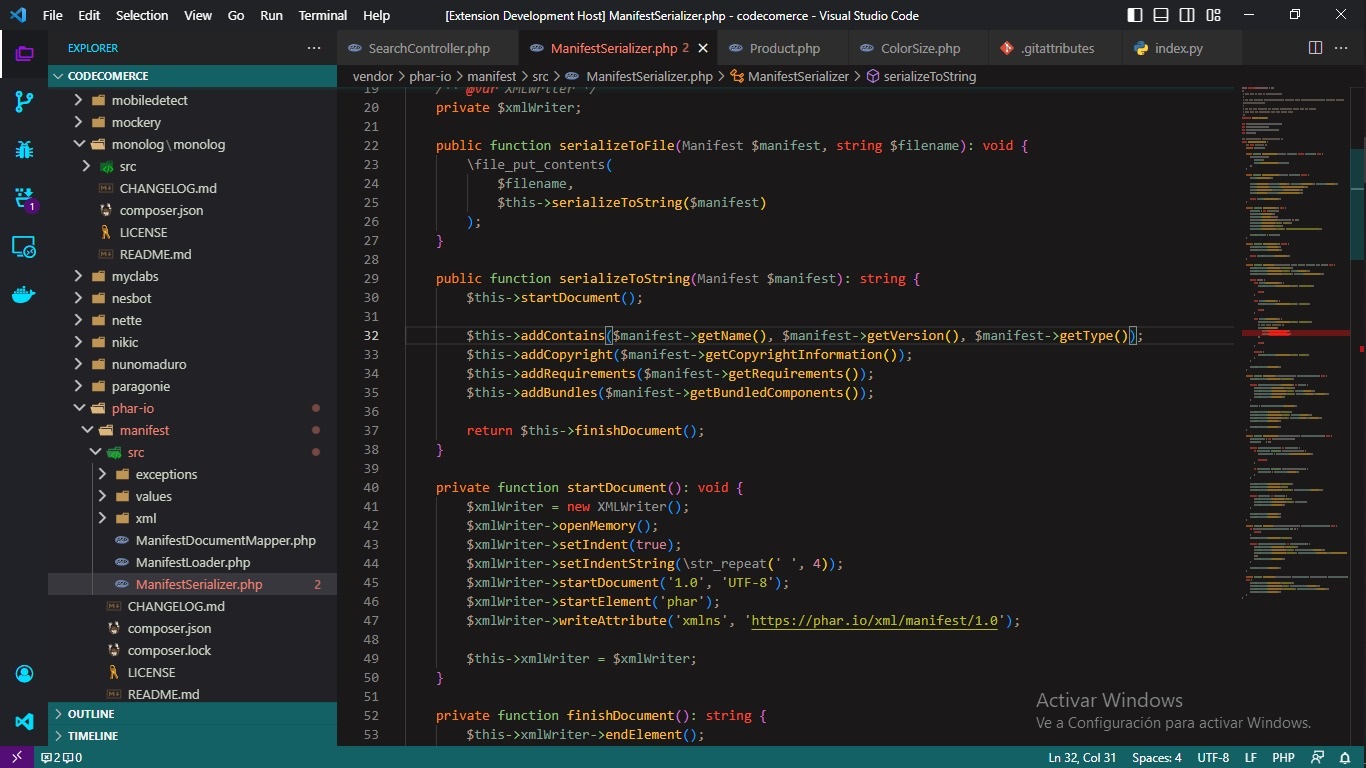 File Edit Selection View Go Run Terminal Help [Extension Development Host] ManifestSerializer.php - codecomerce - Visual Studio Code
EXPLORER
SearchController.php
ManifestSerializer.php 2
Product.php
ColorSize.php
.gitattributes
index.py
CODECOMERCE
vendor > phar-io > manifest > src > ManifestSerializer.php > ManifestSerializer > serializeToString
mobiledetect
mockery
monolog\monolog
src
CHANGELOG.md
composer.json
LICENSE
README.md
myclabs
nesbot
nette
nikic
nunomaduro
paragonie
phar-io
manifest
src
exceptions
values
xml
ManifestDocumentMapper.php
ManifestLoader.php
ManifestSerializer.php 2
CHANGELOG.md
composer.json
composer.lock
LICENSE
README.md
OUTLINE
TIMELINE
1
19 /** @var XMLWriter */
20 private $xmlWriter;
21
22 public function serializeToFile(Manifest $manifest, string $filename): void {
23 \file_put_contents(
24 $filename,
25 $this->serializeToString($manifest)
26 );
27 }
28
29 public function serializeToString(Manifest $manifest): string {
30 $this->startDocument();
31
32 $this->addContains($manifest->getName(), $manifest->getVersion(), $manifest->getType());
33 $this->addCopyright($manifest->getCopyrightInformation());
34 $this->addRequirements($manifest->getRequirements());
35 $this->addBundles($manifest->getBundledComponents());
36
37 return $this->finishDocument();
38 }
39
40 private function startDocument(): void {
41 $xmlWriter = new XMLWriter();
42 $xmlWriter->openMemory();
43 $xmlWriter->setIndent(true);
44 $xmlWriter->setIndentString(\str_repeat(' ', 4));
45 $xmlWriter->startDocument('1.0', 'UTF-8');
46 $xmlWriter->startElement('phar');
47 $xmlWriter->writeAttribute('xmlns', 'https://phar.io/xml/manifest/1.0');
48
49 $this->xmlWriter = $xmlWriter;
50 }
51
52 private function finishDocument(): string {
53 $this->xmlWriter->endElement();
Activar Windows
Ve a Configuración para activar Windows.
2 0 Ln 32, Col 31 Spaces: 4 UTF-8 LF PHP